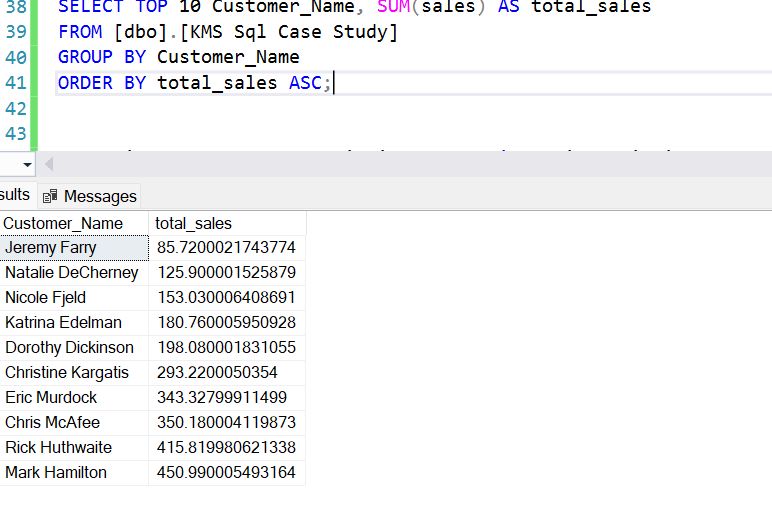 38 SELECT TOP 10 Customer_Name, SUM(sales) AS total_sales
39 FROM [dbo].[KMS Sql Case Study]
40 GROUP BY Customer_Name
41 ORDER BY total_sales ASC;
42
43
sults Messages
Customer_Name total_sales
Jeremy Farry 85.7200021743774
Natalie DeCherney 125.900001525879
Nicole Fjeld 153.030006408691
Katrina Edelman 180.760005950928
Dorothy Dickinson 198.080001831055
Christine Kargatis 293.2200050354
Eric Murdock 343.32799911499
Chris McAfee 350.180004119873
Rick Huthwaite 415.819980621338
Mark Hamilton 450.990005493164